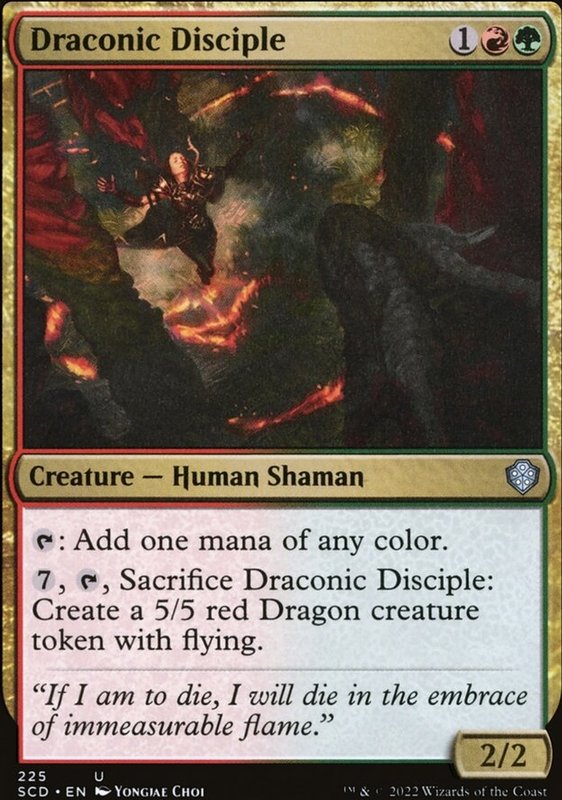 Draconic Disciple 1
Creature — Human Shaman
: Add one mana of any color.
7, , Sacrifice Draconic Disciple:
Create a 5/5 red Dragon creature
token with flying.
“If I am to die, I will die in the embrace
of immeasurable flame.”
2/2
225 U
SCD • EN Yongjae Choi
™ & © 2022 Wizards of the Coast